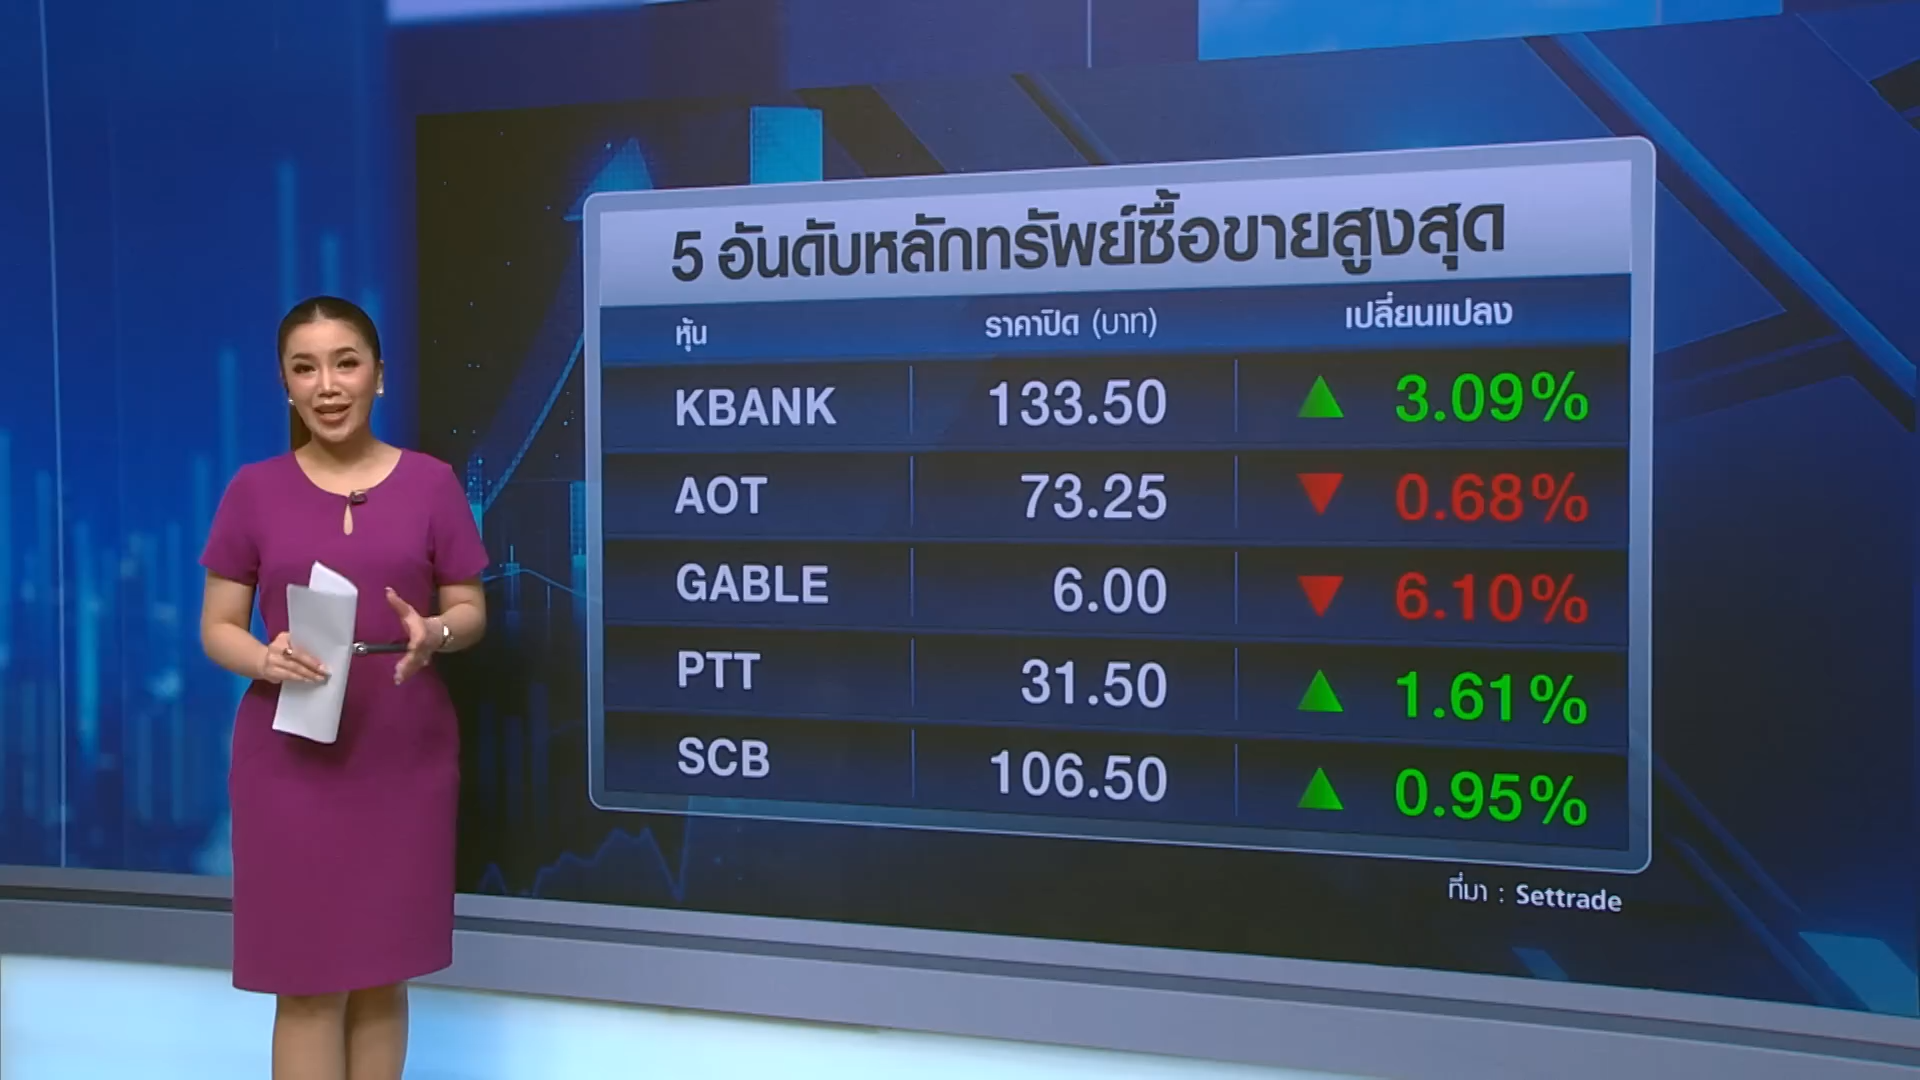 5 อันดับหลักทรัพย์ซื้อขายสูงสุด
หุ้น ราคาปิด (บาท) เปลี่ยนแปลง
KBANK 133.50 ▲ 3.09%
AOT 73.25 ▼ 0.68%
GABLE 6.00 ▼ 6.10%
PTT 31.50 ▲ 1.61%
SCB 106.50 ▲ 0.95%
ที่มา : Settrade